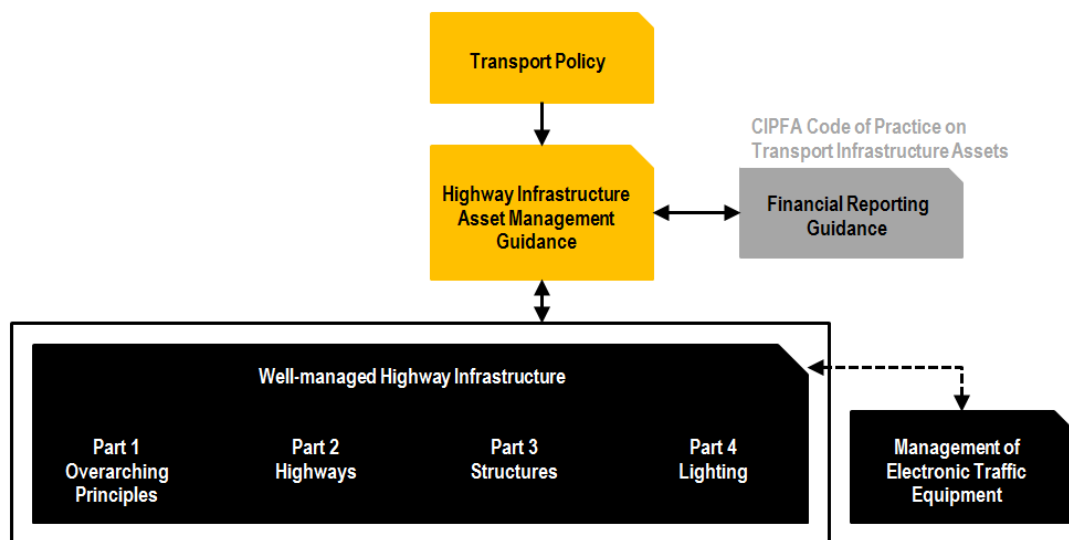 Transport Policy
CIPFA Code of Practice on
Transport Infrastructure Assets
Highway Infrastructure
Asset Management
Guidance
Financial Reporting
Guidance
Well-managed Highway Infrastructure
Part 1
Overarching
Principles
Part 2
Highways
Part 3
Structures
Part 4
Lighting
Management of
Electronic Traffic
Equipment